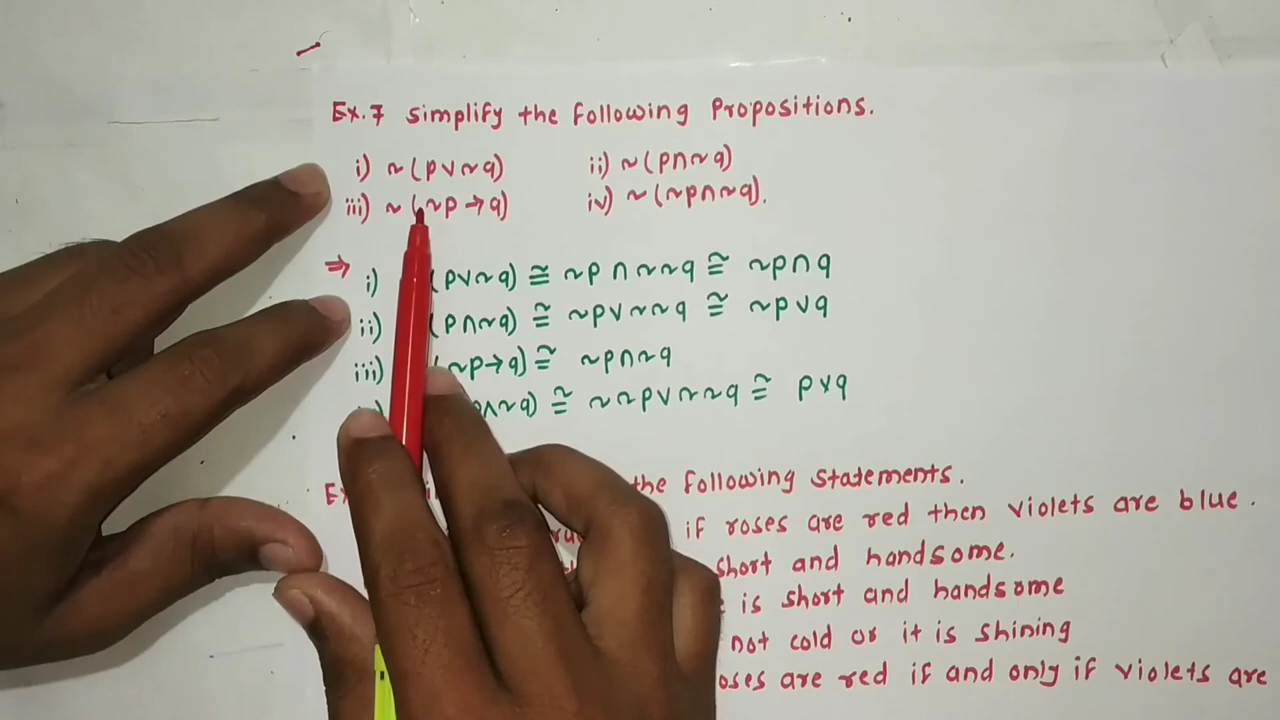 Ex.7 Simplify the following Propositions.
i) ~(p∨~q) ii) ~(p∩~q)
iii) ~(~p→q) iv) ~(~p∩~q).
⇒ i) (p∨~q) ≅ ~p ∩ ~~q ≅ ~p∩q
ii) (p∩~q) ≅ ~p∨~~q ≅ ~p∨q
iii) (~p→q) ≅ ~p∩~q
∧~q) ≅ ~~p∨~~q ≅ p∨q
the following statements.
if roses are red then violets are blue.
short and handsome.
is short and handsome
not cold or it is shining
oses are red if and only if violets are